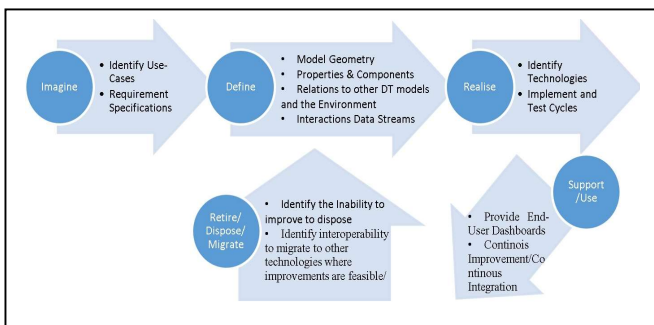 Imagine
• Identify Use-
Cases
• Requirement
Specifications
Define
• Model Geometry
• Properties & Components
• Relations to other DT models
and the Environment
• Interactions Data Streams
Realise
• Identify
Technologies
• Implement and
Test Cycles
Support
/Use
• Provide End-
User Dashboards
• Continois
Improvement/Co
ntinous
Integration
Retire/
Dispose/
Migrate
• Identify the Inability to
improve to dispose
• Identify interoperability
to migrate to other
technologies where
improvements are feasible/